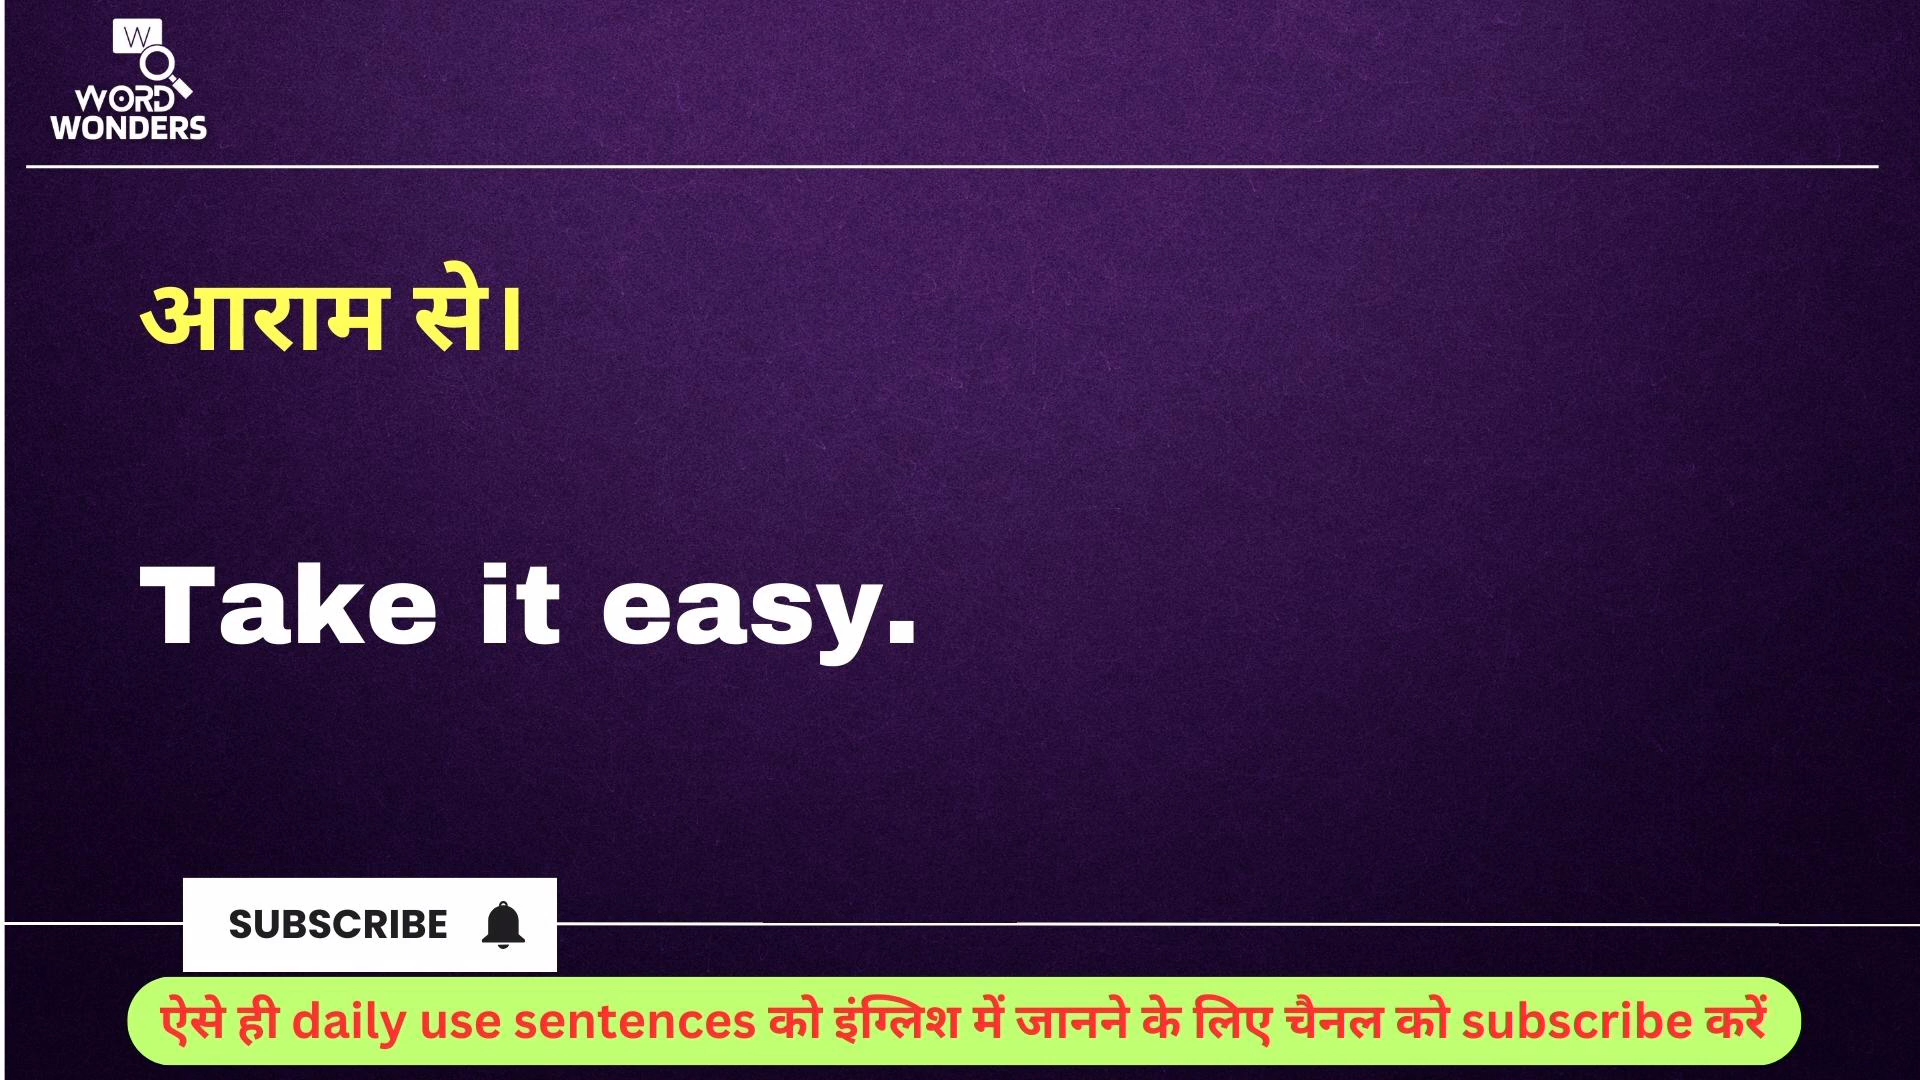 W
WORD
WONDERS
आराम से।
Take it easy.
SUBSCRIBE
ऐसे ही daily use sentences को इंग्लिश में जानने के लिए चैनल को subscribe करें